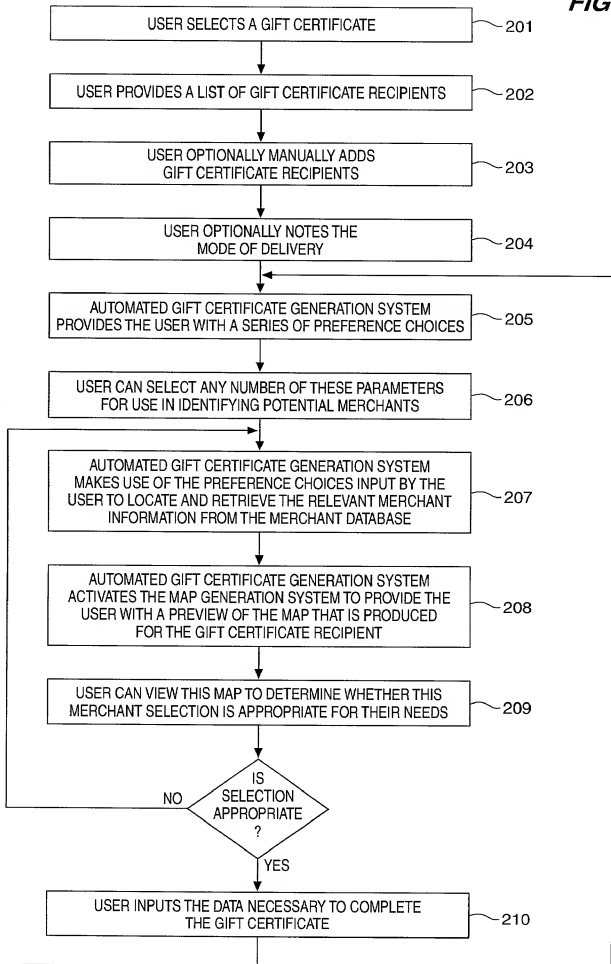 FIG
USER SELECTS A GIFT CERTIFICATE
201
USER PROVIDES A LIST OF GIFT CERTIFICATE RECIPIENTS
202
USER OPTIONALLY MANUALLY ADDS
GIFT CERTIFICATE RECIPIENTS
203
USER OPTIONALLY NOTES THE
MODE OF DELIVERY
204
AUTOMATED GIFT CERTIFICATE GENERATION SYSTEM
PROVIDES THE USER WITH A SERIES OF PREFERENCE CHOICES
205
USER CAN SELECT ANY NUMBER OF THESE PARAMETERS
FOR USE IN IDENTIFYING POTENTIAL MERCHANTS
206
AUTOMATED GIFT CERTIFICATE GENERATION SYSTEM
MAKES USE OF THE PREFERENCE CHOICES INPUT BY THE
USER TO LOCATE AND RETRIEVE THE RELEVANT MERCHANT
INFORMATION FROM THE MERCHANT DATABASE
207
AUTOMATED GIFT CERTIFICATE GENERATION SYSTEM
ACTIVATES THE MAP GENERATION SYSTEM TO PROVIDE THE
USER WITH A PREVIEW OF THE MAP THAT IS PRODUCED
FOR THE GIFT CERTIFICATE RECIPIENT
208
USER CAN VIEW THIS MAP TO DETERMINE WHETHER THIS
MERCHANT SELECTION IS APPROPRIATE FOR THEIR NEEDS
209
IS
SELECTION
APPROPRIATE
?
NO
YES
USER INPUTS THE DATA NECESSARY TO COMPLETE
THE GIFT CERTIFICATE
210